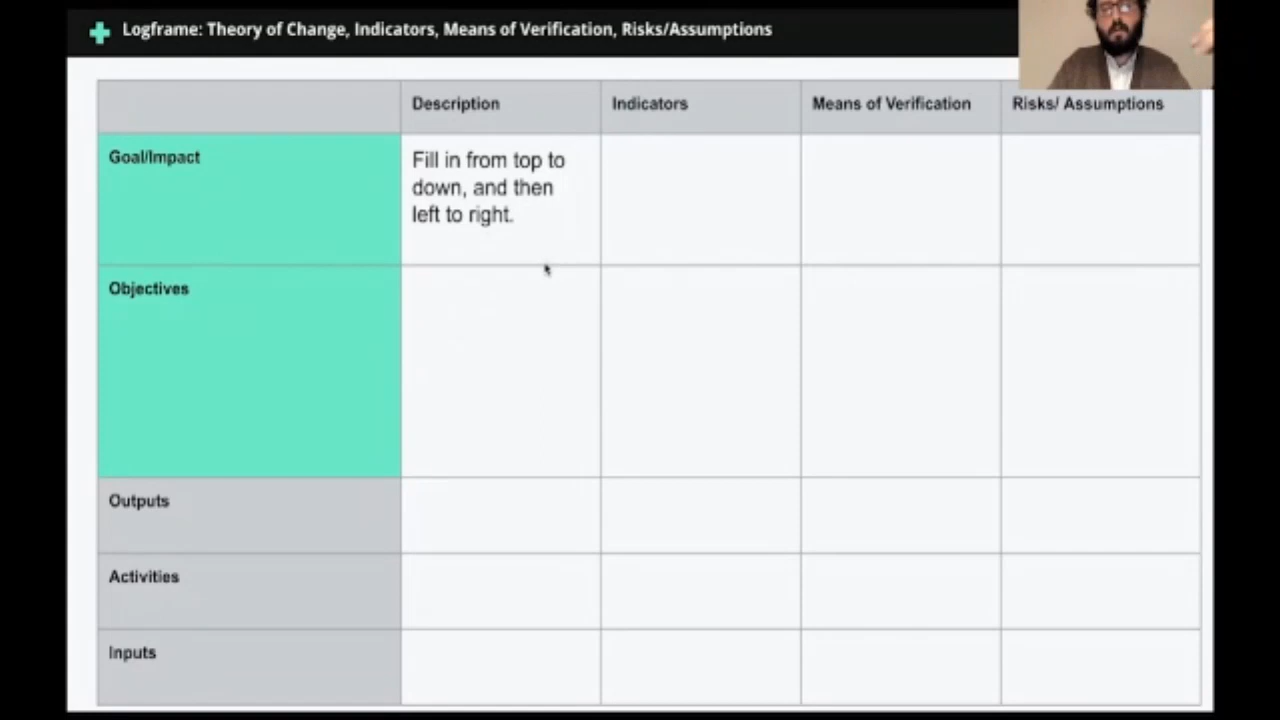 Logframe: Theory of Change, Indicators, Means of Verification, Risks/Assumptions
Description
Indicators
Means of Verification
Risks/ Assumptions
Goal/Impact
Fill in from top to
down, and then
left to right.
Objectives
Outputs
Activities
Inputs